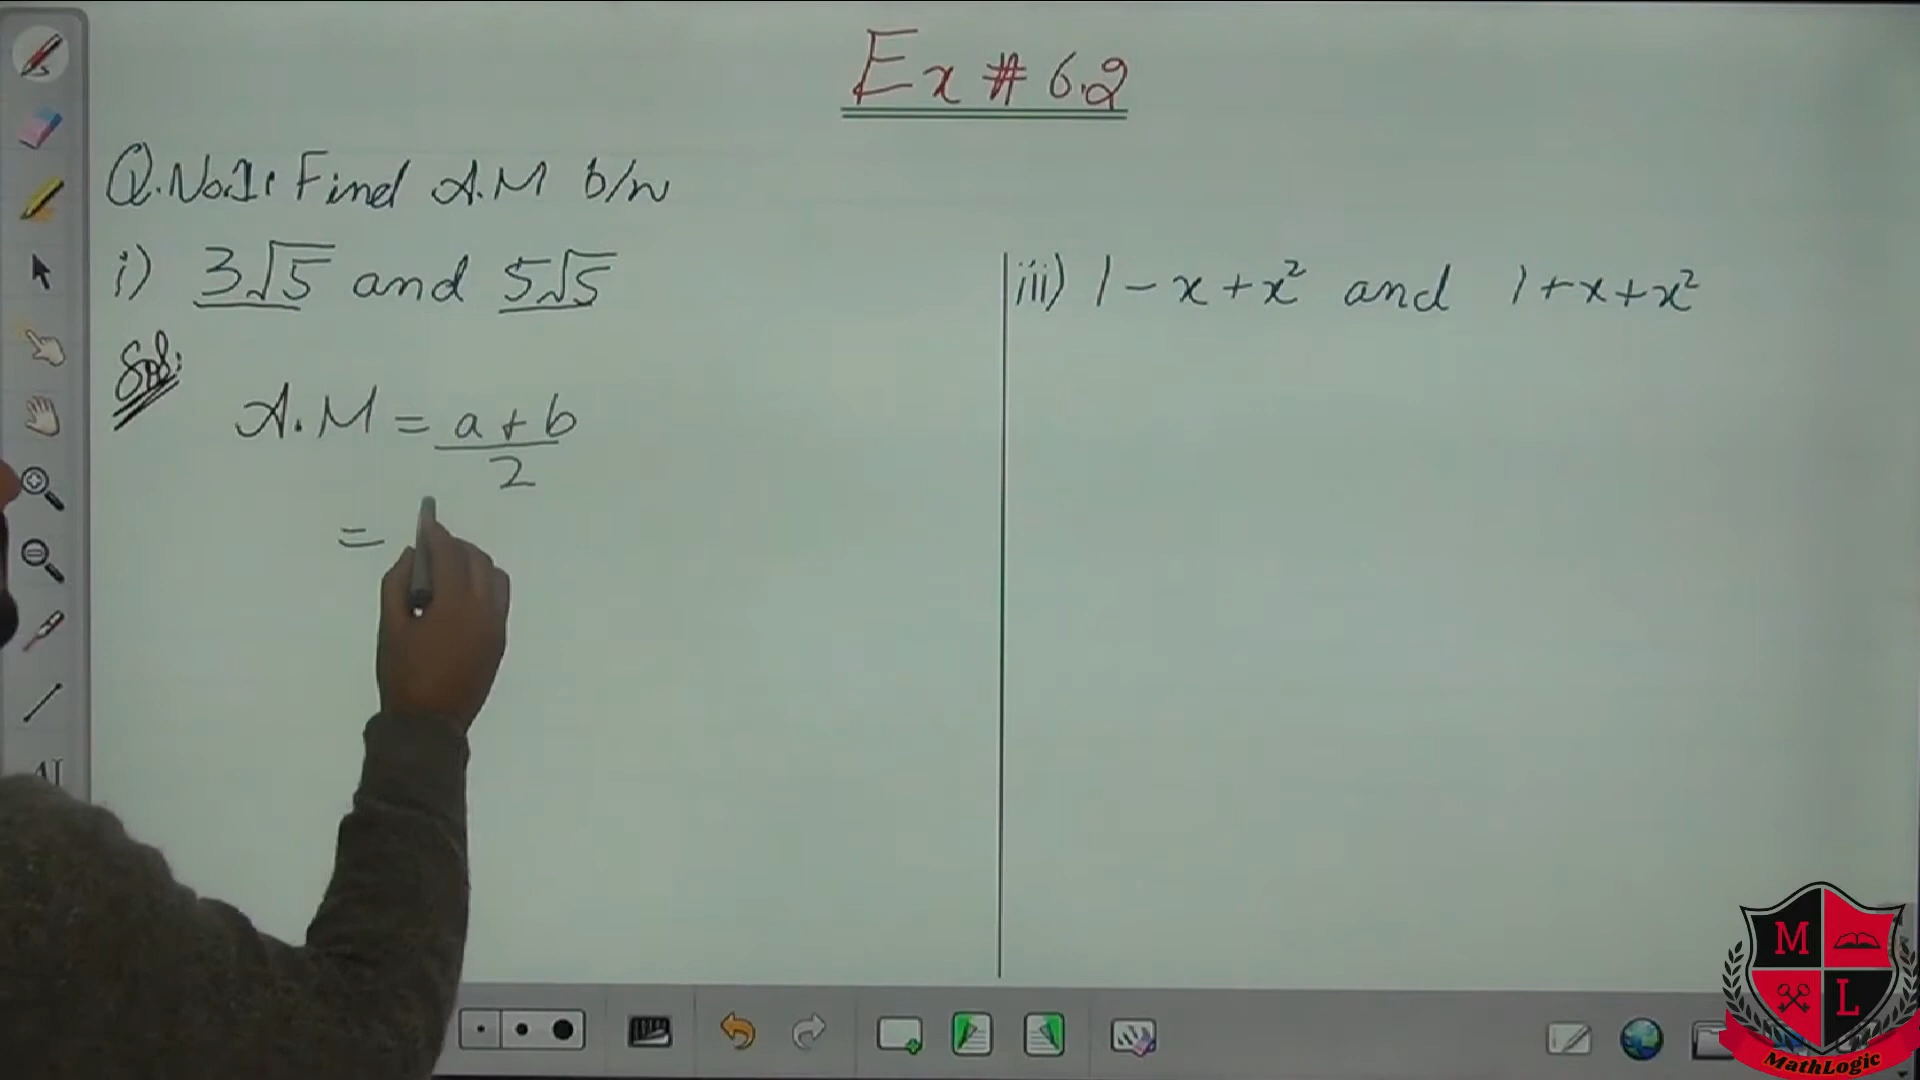 Ex # 6.2
Q.No.1: Find A.M b/w
i) 3√5 and 5√5
Sol:
A.M = a + b
2
=
iii) 1 - x + x² and 1 + x + x²
AI
M
L
MathLogic